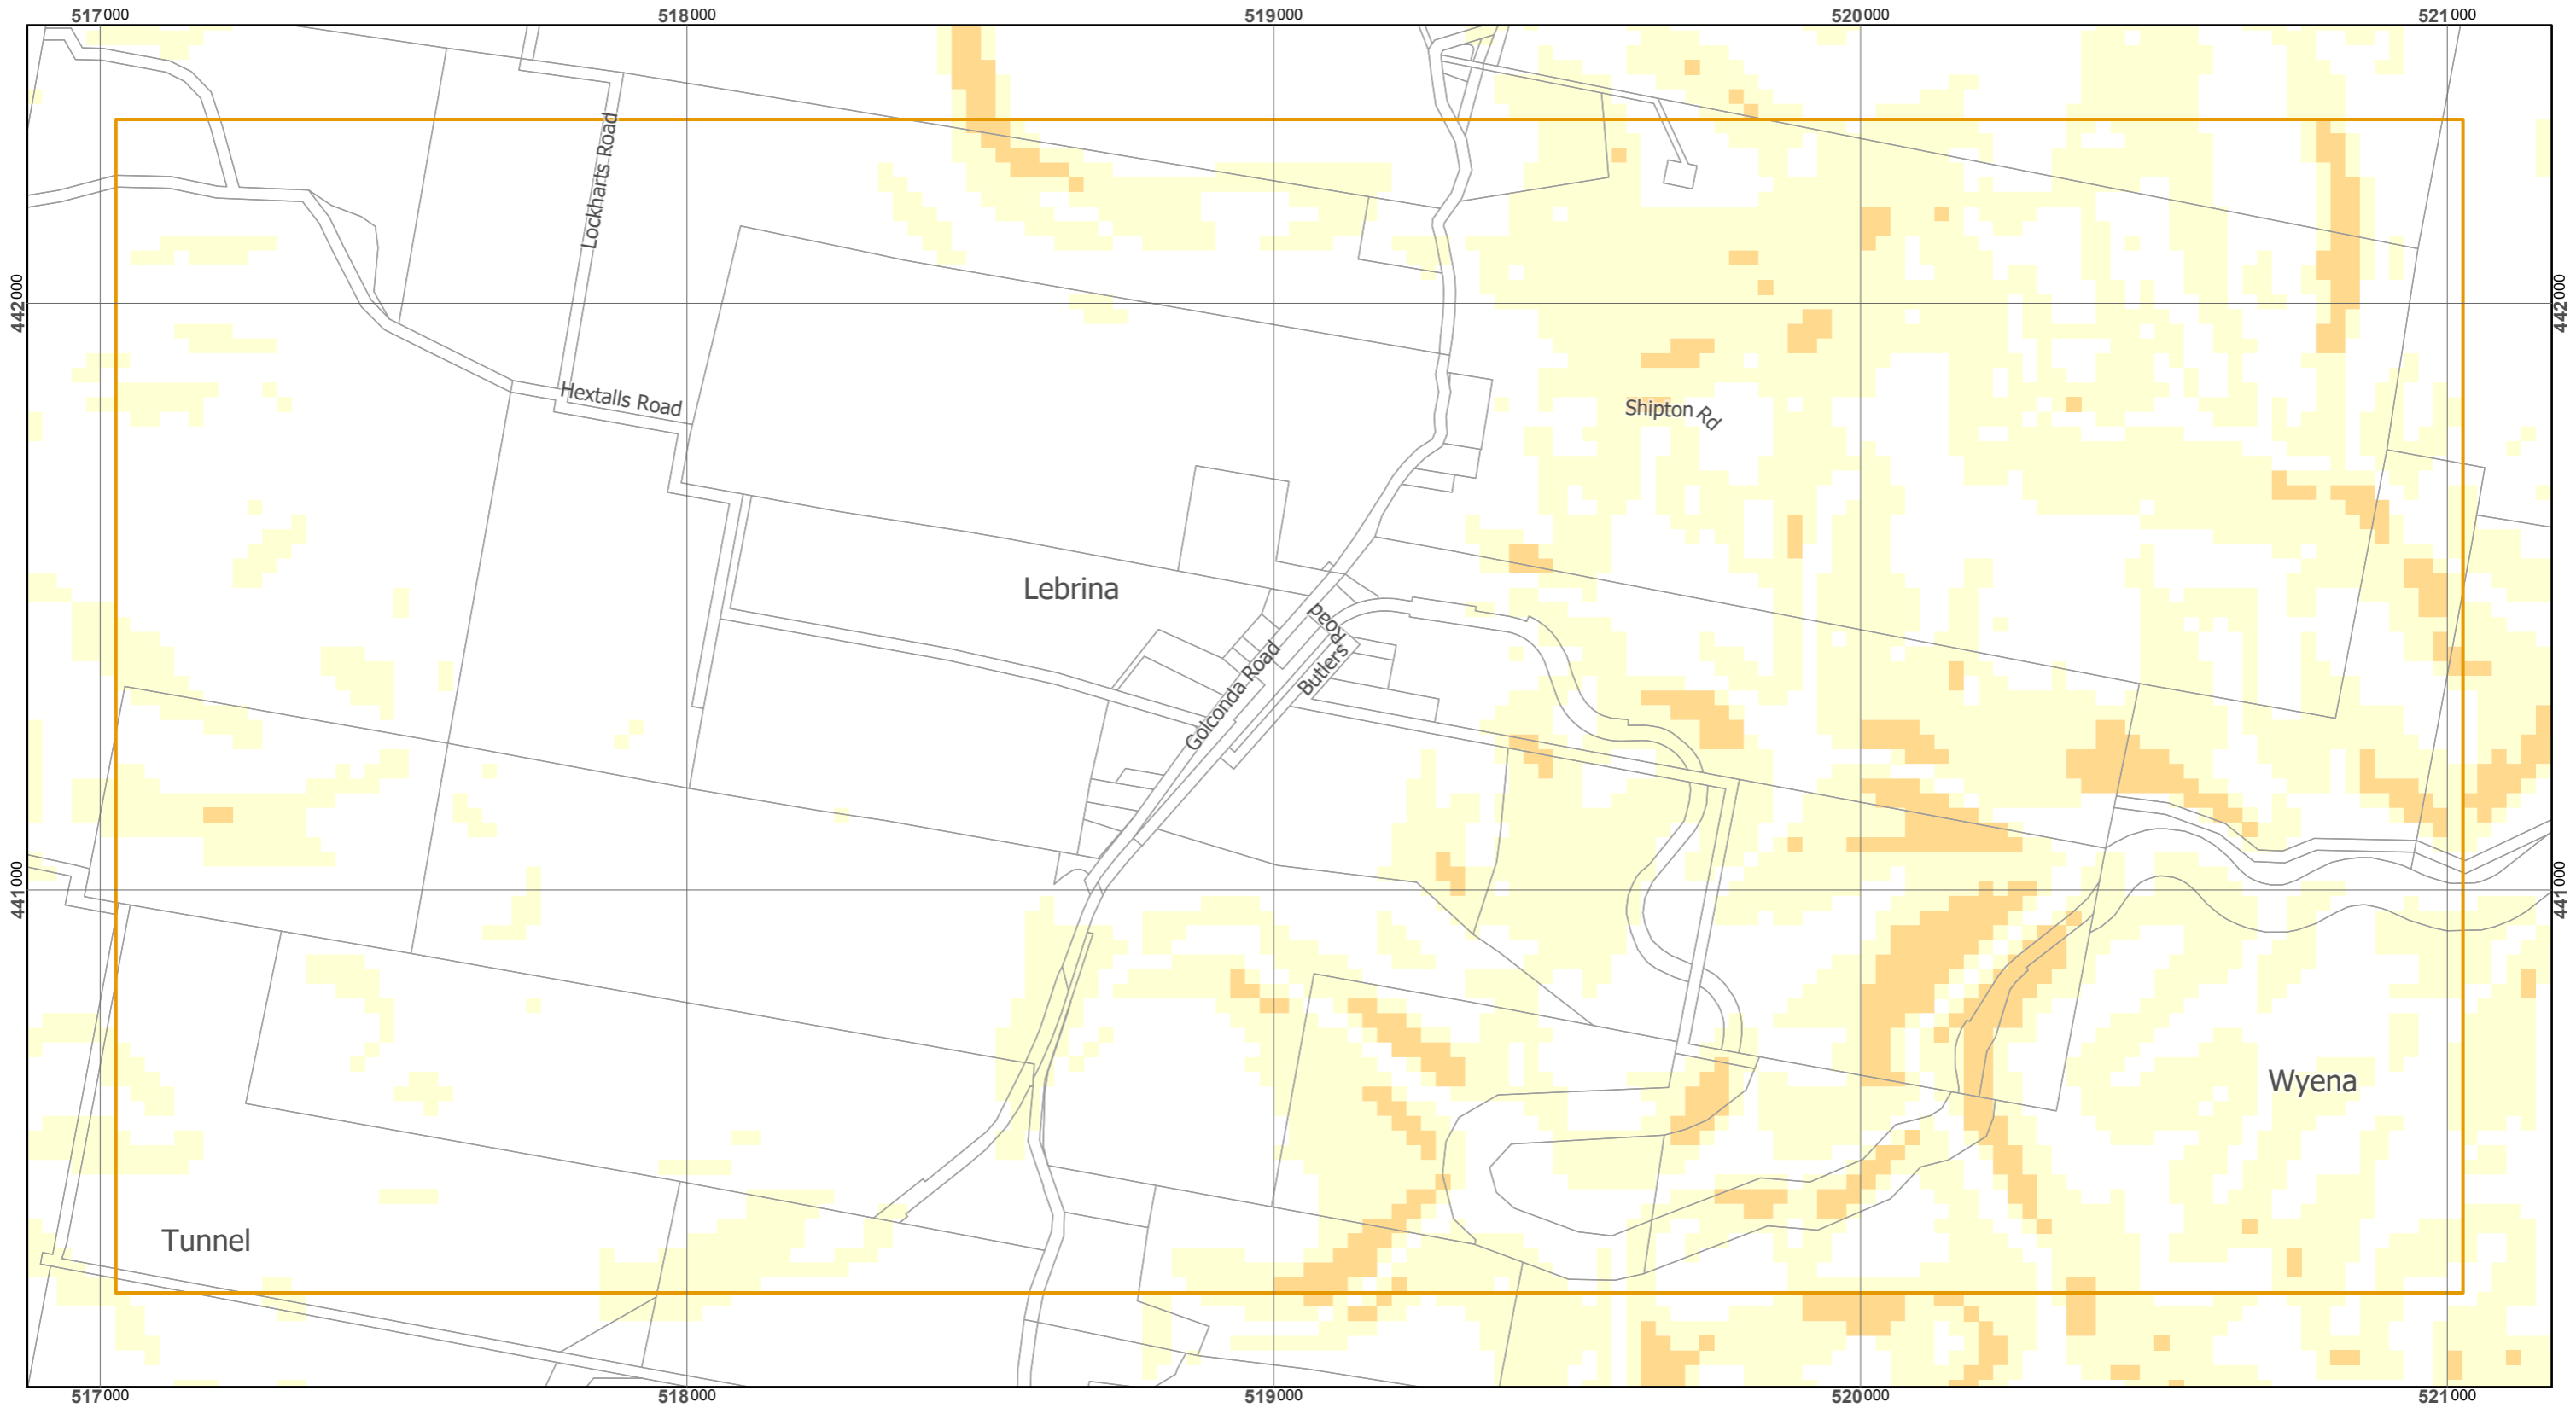 517000 518000 519000 520000 521000
Lockharts Road
442000 442000
Hextalls Road
Shipton Rd
Lebrina
Butlers Road
Golconda Road
441000 441000
Wyena
Tunnel
517000 518000 519000 520000 521000